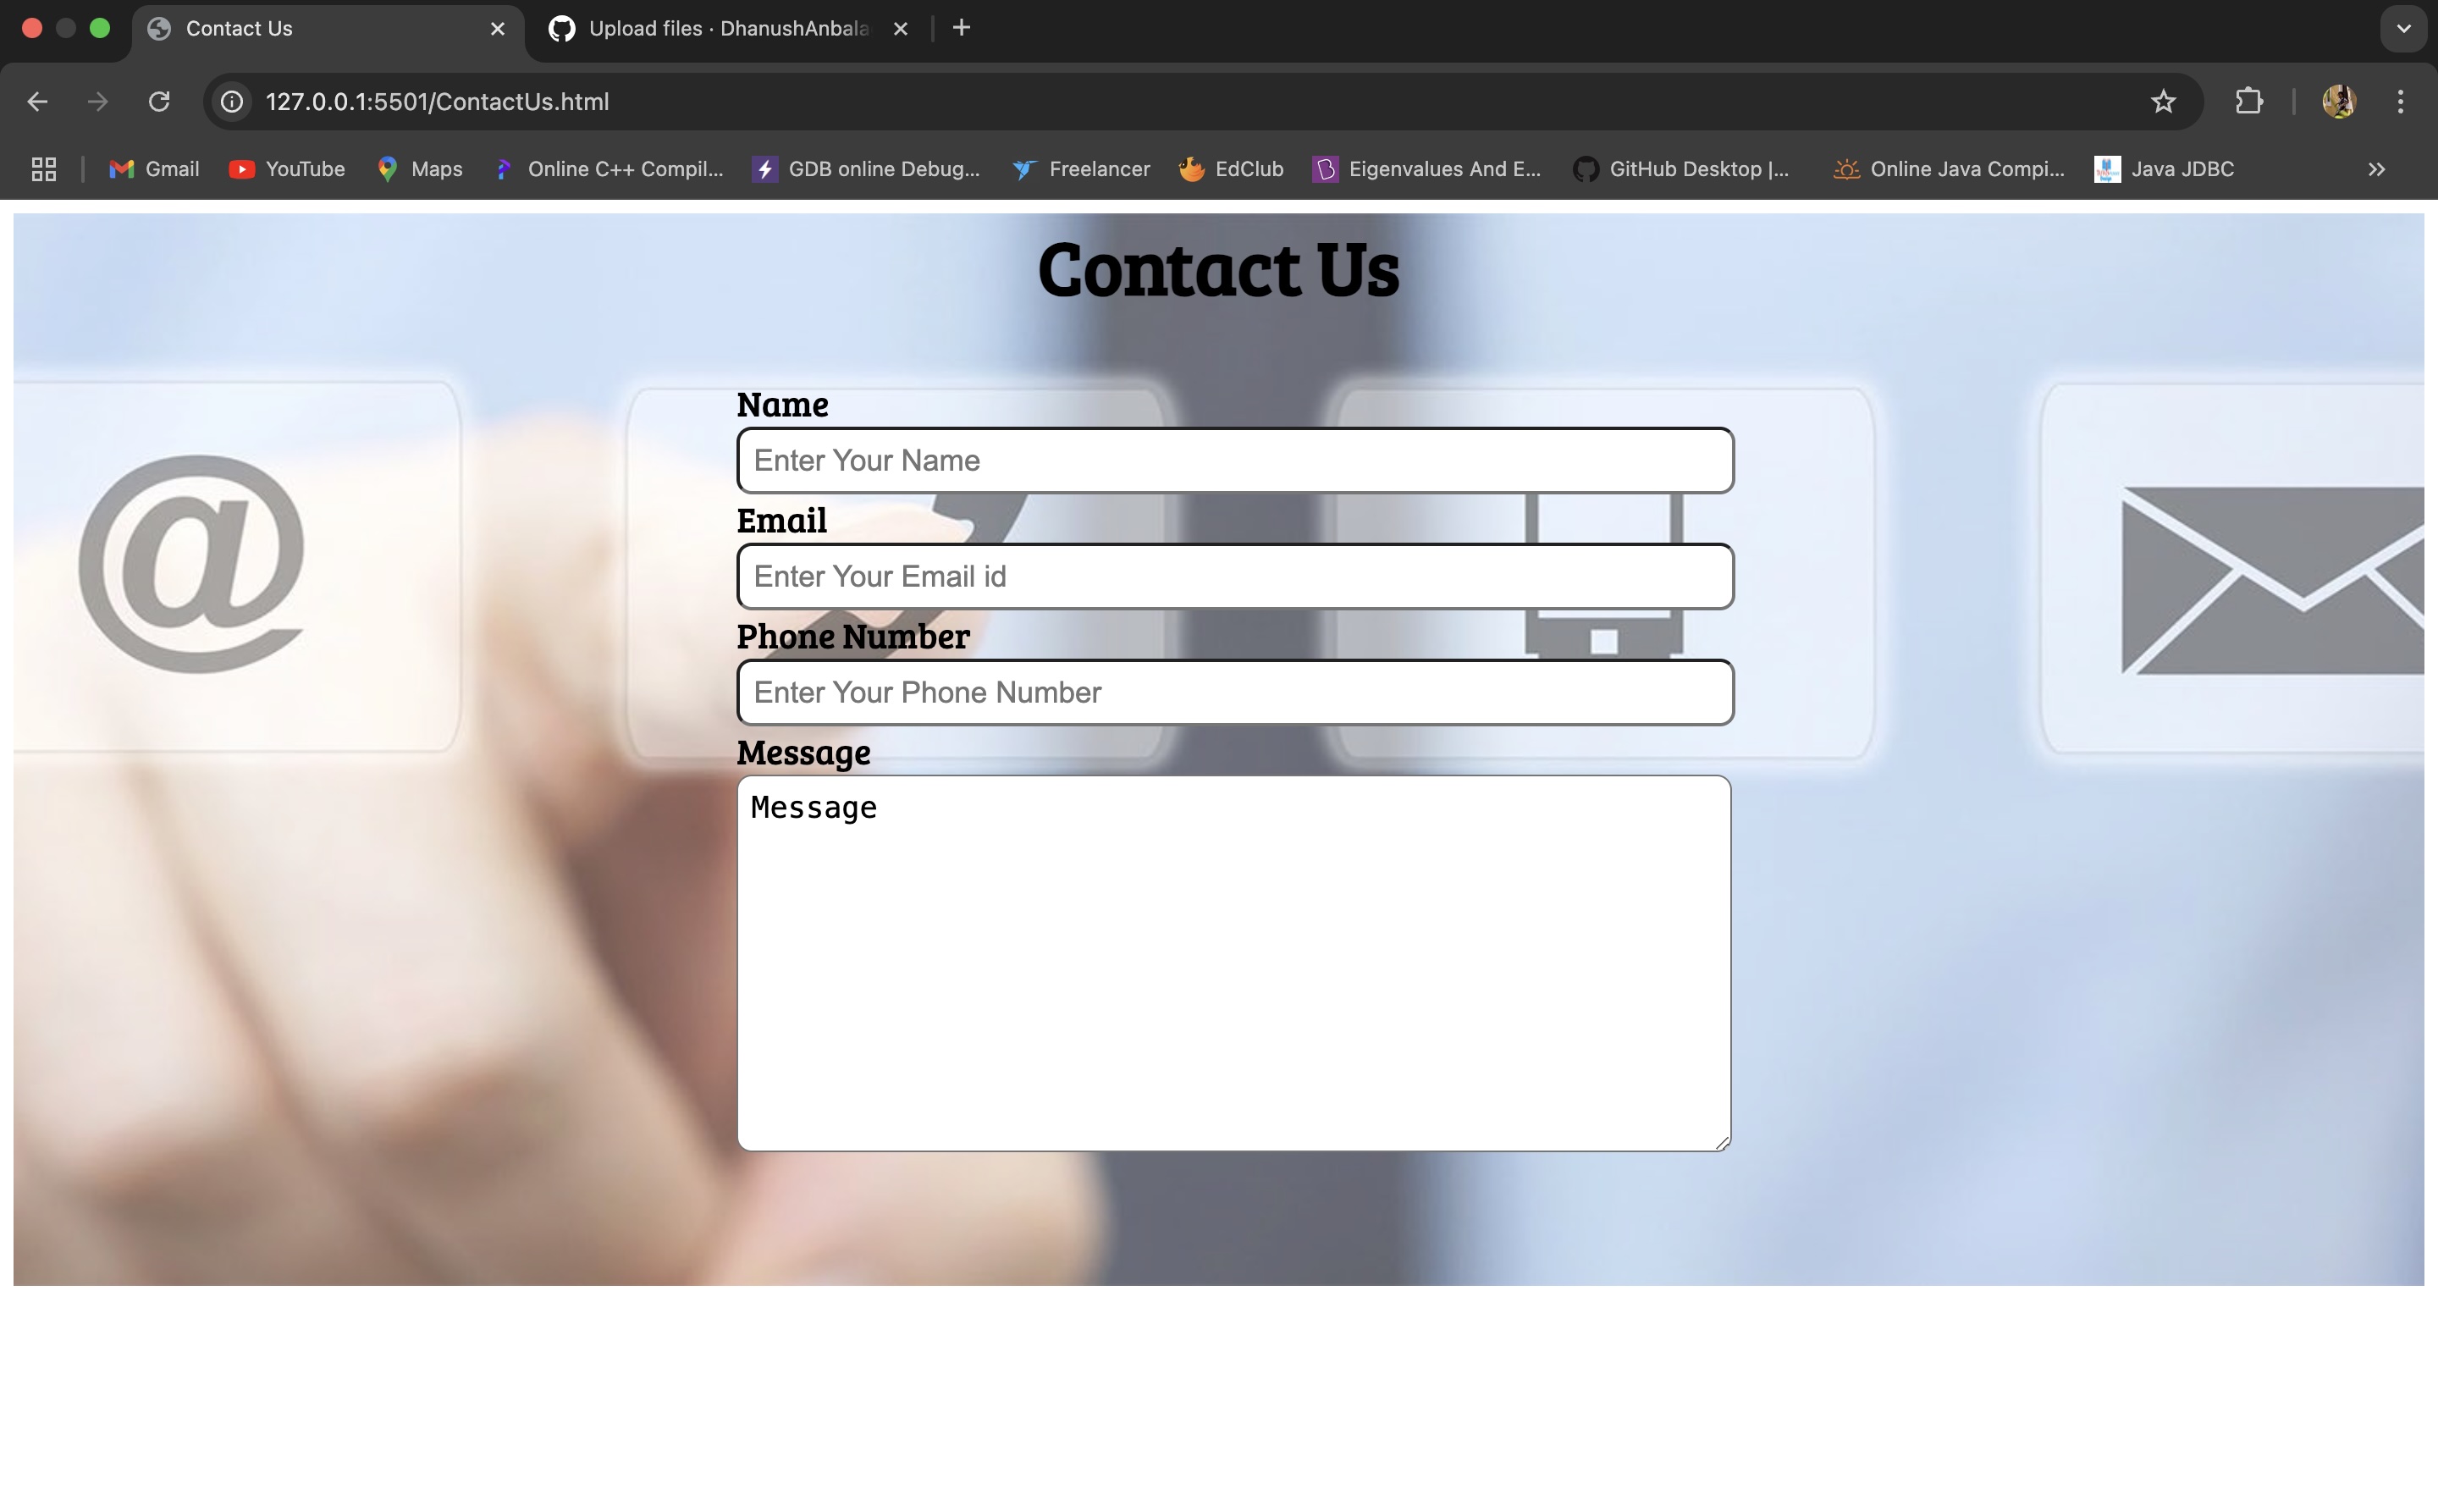 Contact Us
Upload files · DhanushAnbala
127.0.0.1:5501/ContactUs.html
Gmail YouTube Maps Online C++ Compil... GDB online Debug... Freelancer EdClub Eigenvalues And E... GitHub Desktop |... Online Java Compi... Java JDBC
Contact Us
Name
Enter Your Name
Email
Enter Your Email id
Phone Number
Enter Your Phone Number
Message
Message